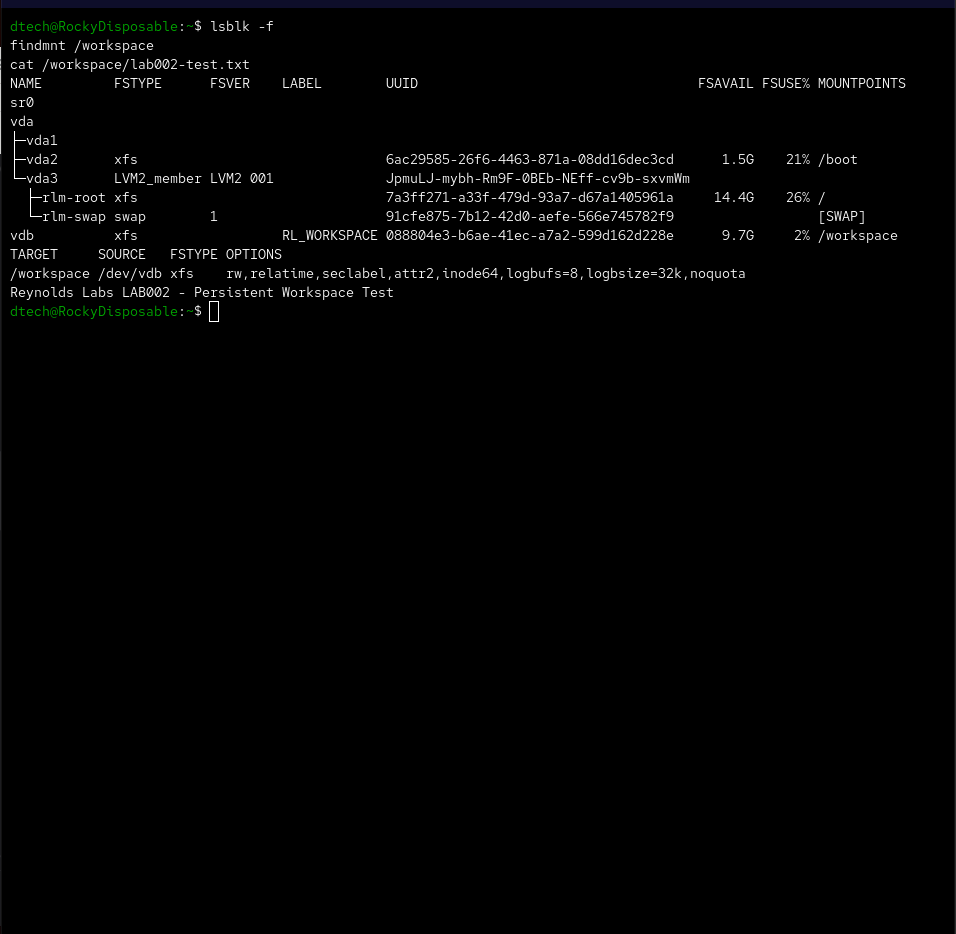 dtech@RockyDisposable:~$ lsblk -f
findmnt /workspace
cat /workspace/lab002-test.txt
NAME         FSTYPE      FSVER    LABEL        UUID                                   FSAVAIL FSUSE% MOUNTPOINTS
sr0
vda
├─vda1
├─vda2       xfs                               6ac29585-26f6-4463-871a-08dd16dec3cd      1.5G    21% /boot
└─vda3       LVM2_member LVM2 001              JpmuLJ-mybh-Rm9F-0BEb-NEff-cv9b-sxvmWm
  ├─rlm-root xfs                               7a3ff271-a33f-479d-93a7-d67a1405961a     14.4G    26% /
  └─rlm-swap swap        1                     91cfe875-7b12-42d0-aefe-566e745782f9                  [SWAP]
vdb          xfs                  RL_WORKSPACE 088804e3-b6ae-41ec-a7a2-599d162d228e      9.7G     2% /workspace
TARGET     SOURCE   FSTYPE OPTIONS
/workspace /dev/vdb xfs    rw,relatime,seclabel,attr2,inode64,logbufs=8,logbsize=32k,noquota
Reynolds Labs LAB002 - Persistent Workspace Test
dtech@RockyDisposable:~$